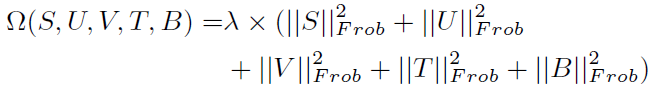 Ω(S, U, V, T, B) =λ × (||S||²_Frob + ||U||²_Frob
+ ||V||²_Frob + ||T||²_Frob + ||B||²_Frob)